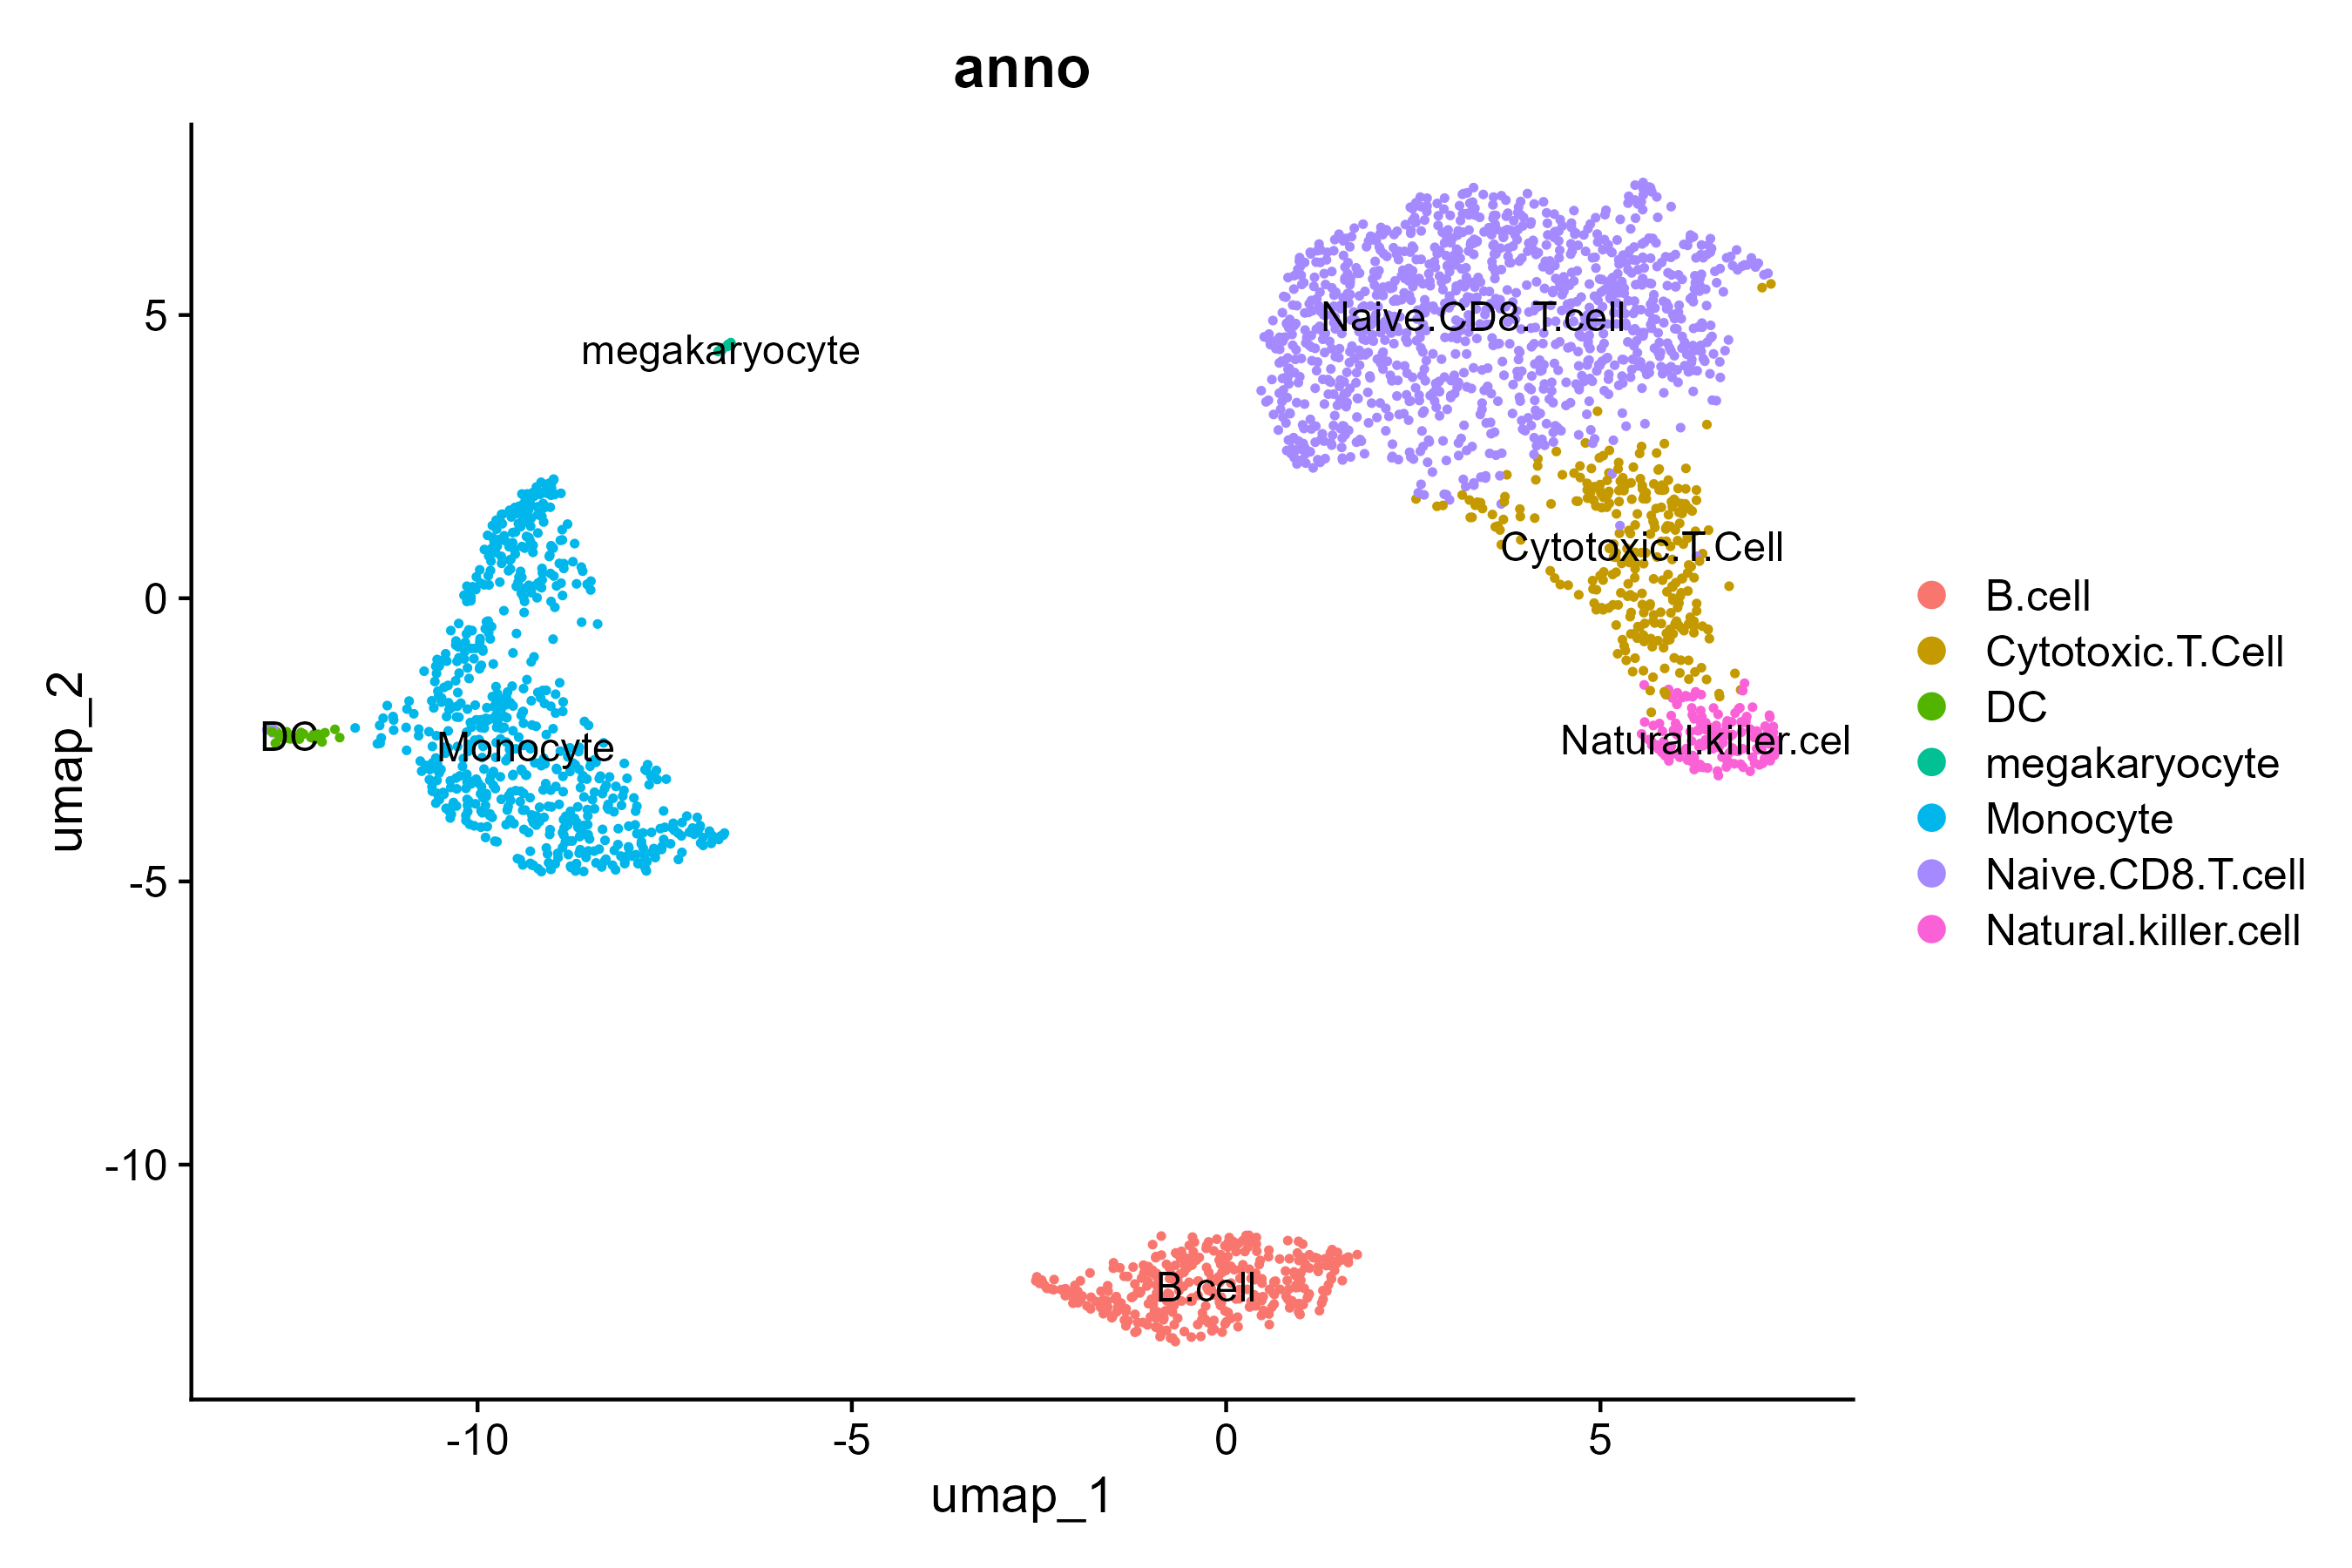 anno
umap_2
5
0
-5
-10
megakaryocyte
Naive.CD8.T.cell
Cytotoxic.T.Cell
DC
Monocyte
Natural.killer.cel
B.cell
-10
-5
0
5
umap_1
B.cell
Cytotoxic.T.Cell
DC
megakaryocyte
Monocyte
Naive.CD8.T.cell
Natural.killer.cell